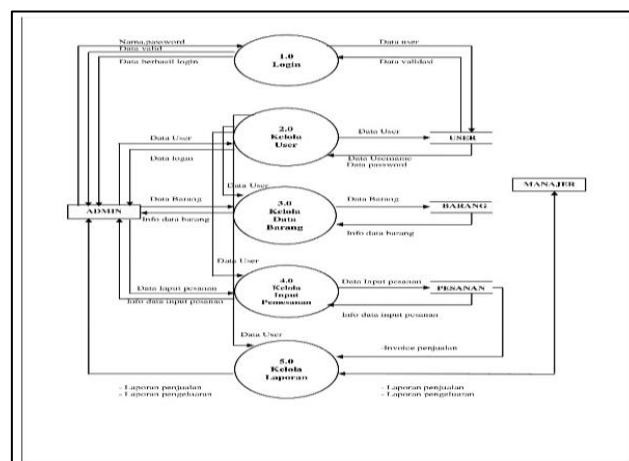 Nama,password
Data valid
Data berhasil login
1.0
Login
Data user
Data validasi
Data User
Data login
2.0
Kelola
User
Data User
USER
Data Username
Data password
MANAJER
Data User
ADMIN
Data Barang
Info data barang
3.0
Kelola
Data
Barang
Data Barang
BARANG
Info data barang
Data User
Data Input pesanan
Info data input pesanan
4.0
Kelola
Input
Pemesanan
Data Input pesanan
PESANAN
Info data input pesanan
Data User
-Invoice penjualan
5.0
Kelola
Laporan
- Laporan penjualan
- Laporan pengeluaran
- Laporan penjualan
- Laporan pengeluaran